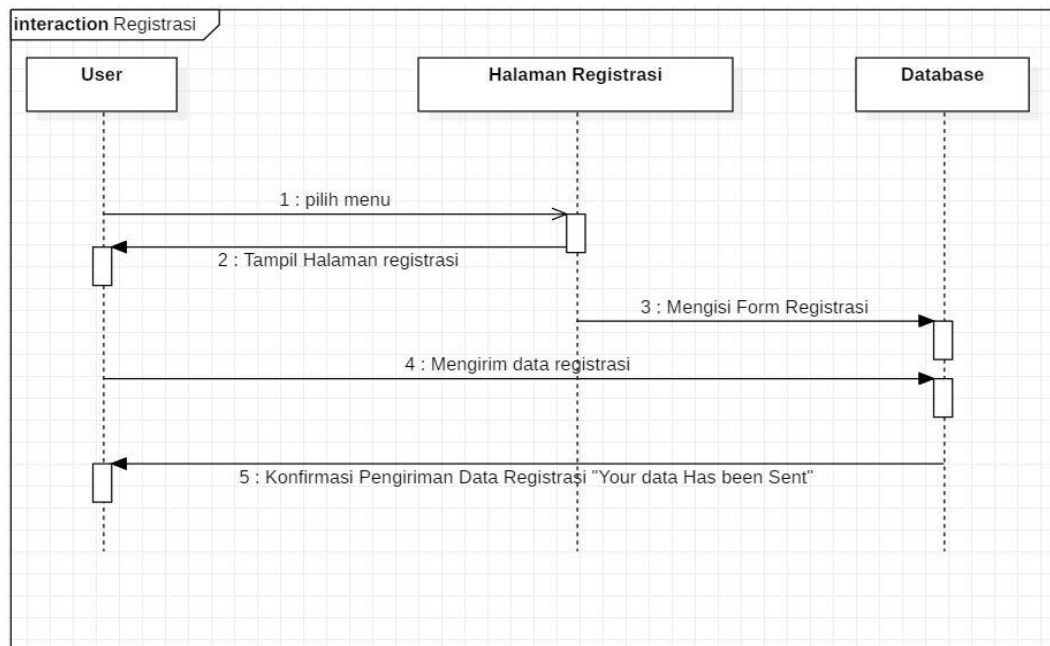 interaction Registrasi
User
Halaman Registrasi
Database
1 : pilih menu
2 : Tampil Halaman registrasi
3 : Mengisi Form Registrasi
4 : Mengirim data registrasi
5 : Konfirmasi Pengiriman Data Registrasi "Your data Has been Sent"